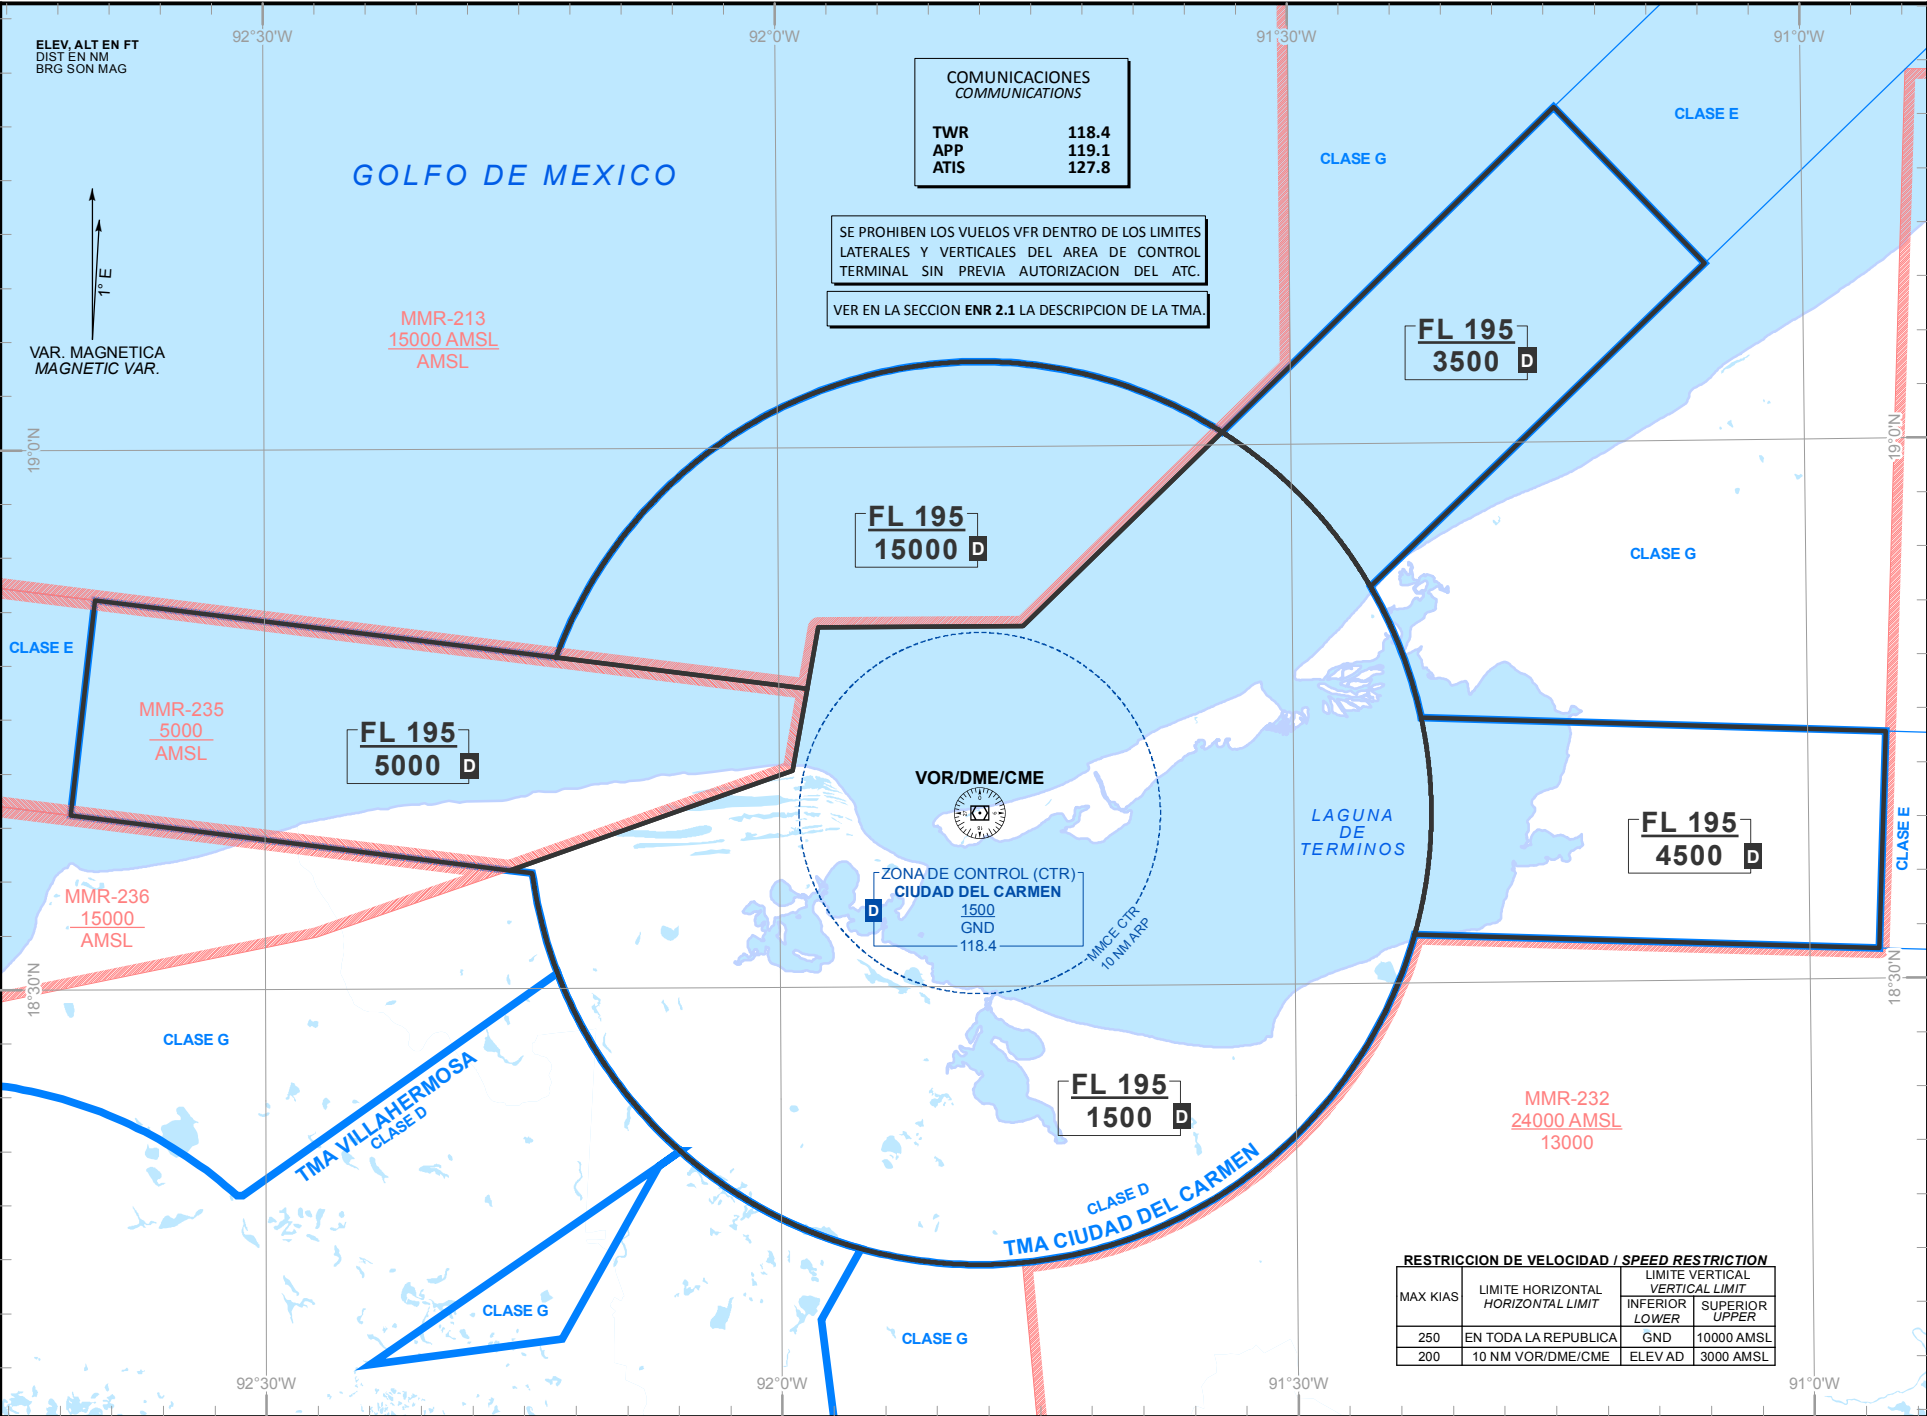 92°30'W
92°0'W
91°30'W
91°0'W
ELEV, ALT EN FT
DIST EN NM
BRG SON MAG
COMUNICACIONES
COMMUNICATIONS
TWR 118.4
APP 119.1
ATIS 127.8
CLASE E
CLASE G
GOLFO DE MEXICO
SE PROHIBEN LOS VUELOS VFR DENTRO DE LOS LIMITES
LATERALES Y VERTICALES DEL AREA DE CONTROL
TERMINAL SIN PREVIA AUTORIZACION DEL ATC.
VER EN LA SECCION ENR 2.1 LA DESCRIPCION DE LA TMA.
1° E
VAR. MAGNETICA
MAGNETIC VAR.
MMR-213
15000 AMSL
AMSL
FL 195
3500 D
19°0'N
19°0'N
FL 195
15000 D
CLASE G
CLASE E
MMR-235
5000
AMSL
FL 195
5000 D
VOR/DME/CME
LAGUNA
DE
TERMINOS
FL 195
4500 D
CLASE E
ZONA DE CONTROL (CTR)
CIUDAD DEL CARMEN
D
1500
GND
118.4
MMCE CTR
10 NM ARP
MMR-236
15000
AMSL
18°30'N
18°30'N
CLASE G
TMA VILLAHERMOSA
CLASE D
FL 195
1500 D
MMR-232
24000 AMSL
13000
CLASE D
TMA CIUDAD DEL CARMEN
CLASE G
CLASE G
RESTRICCION DE VELOCIDAD / SPEED RESTRICTION
MAX KIAS
LIMITE HORIZONTAL
HORIZONTAL LIMIT
LIMITE VERTICAL
VERTICAL LIMIT
INFERIOR
LOWER
SUPERIOR
UPPER
250 EN TODA LA REPUBLICA GND 10000 AMSL
200 10 NM VOR/DME/CME ELEV AD 3000 AMSL
92°30'W
92°0'W
91°30'W
91°0'W